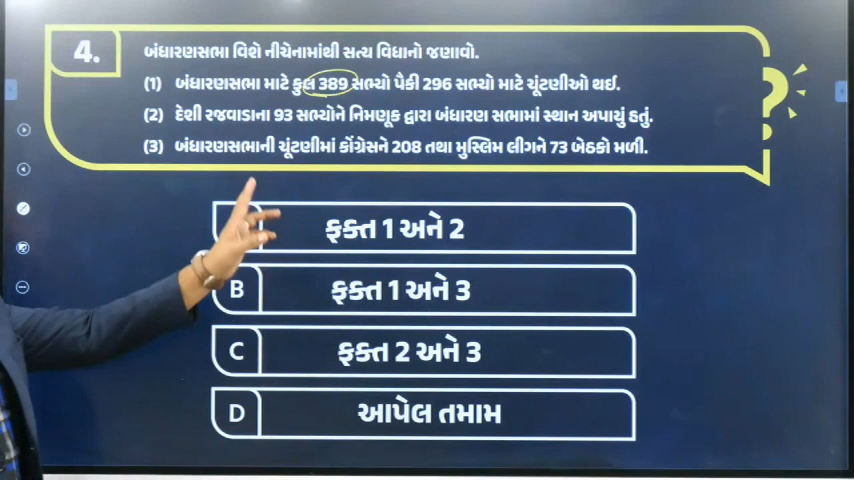 4.
બંધારણસભા વિશે નીચેનામાંથી સત્ય વિધાનો જણાવો.
(1) બંધારણસભા માટે કુલ 389 સભ્યો પૈકી 296 સભ્યો માટે ચૂંટણીઓ થઈ.
(2) દેશી રજવાડાના 93 સભ્યોને નિમણૂક દ્વારા બંધારણ સભામાં સ્થાન અપાયું હતું.
(3) બંધારણસભાની ચૂંટણીમાં કોંગ્રેસને 208 તથા મુસ્લિમ લીગને 73 બેઠકો મળી.
?
ફક્ત 1 અને 2
B ફક્ત 1 અને 3
C ફક્ત 2 અને 3
D આપેલ તમામ